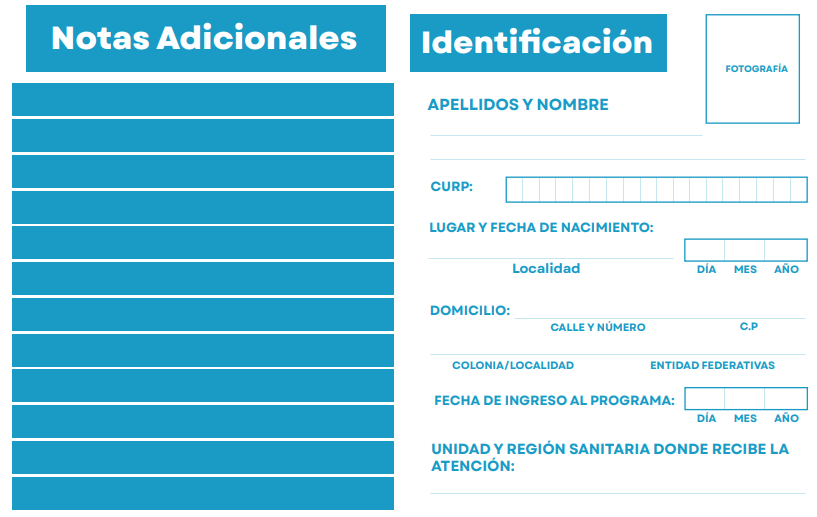 Notas Adicionales
Identificación
FOTOGRAFÍA
APELLIDOS Y NOMBRE
CURP:
LUGAR Y FECHA DE NACIMIENTO:
Localidad
DÍA MES AÑO
DOMICILIO:
CALLE Y NÚMERO C.P
COLONIA/LOCALIDAD ENTIDAD FEDERATIVAS
FECHA DE INGRESO AL PROGRAMA:
DÍA MES AÑO
UNIDAD Y REGIÓN SANITARIA DONDE RECIBE LA
ATENCIÓN: